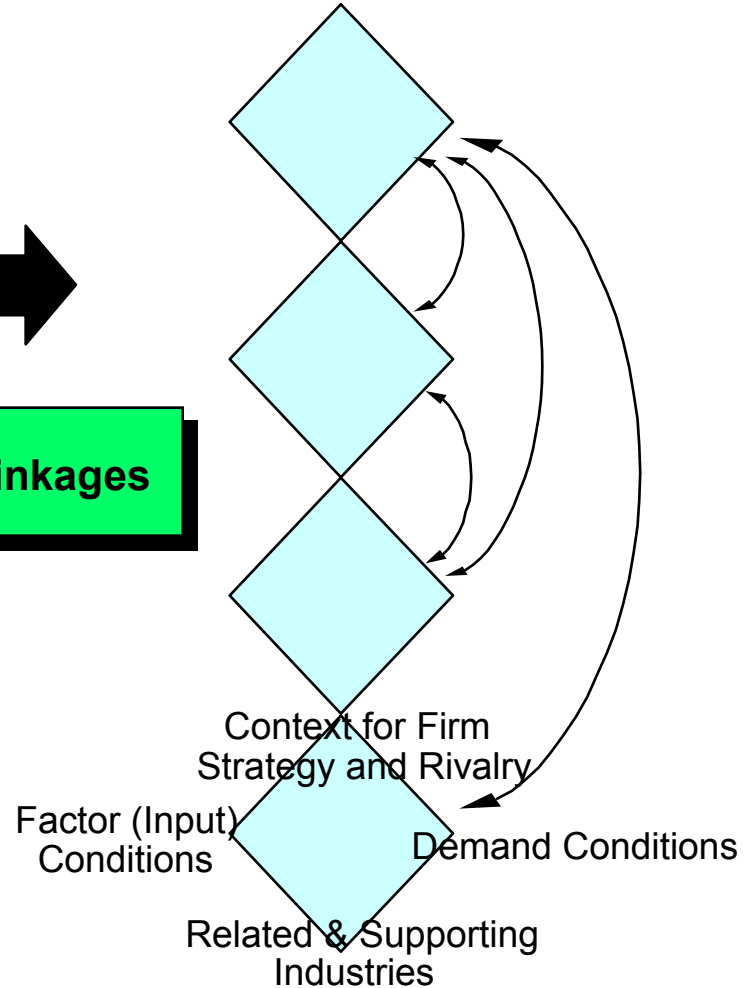 inkages
Context for Firm
Strategy and Rivalry
Factor (Input)
Conditions
Demand Conditions
Related & Supporting
Industries